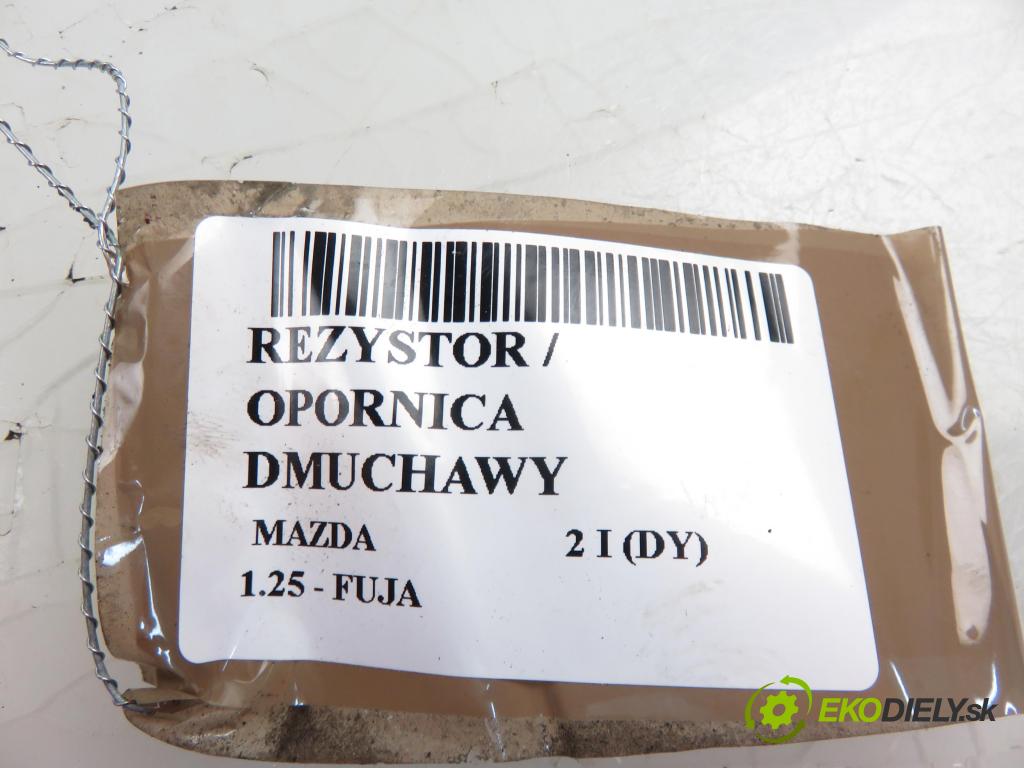 REZYSTOR /
OPORNICA
DMUCHAWY
MAZDA 2 I (DY)
1.25 - FUJA
EKODIELY.sk